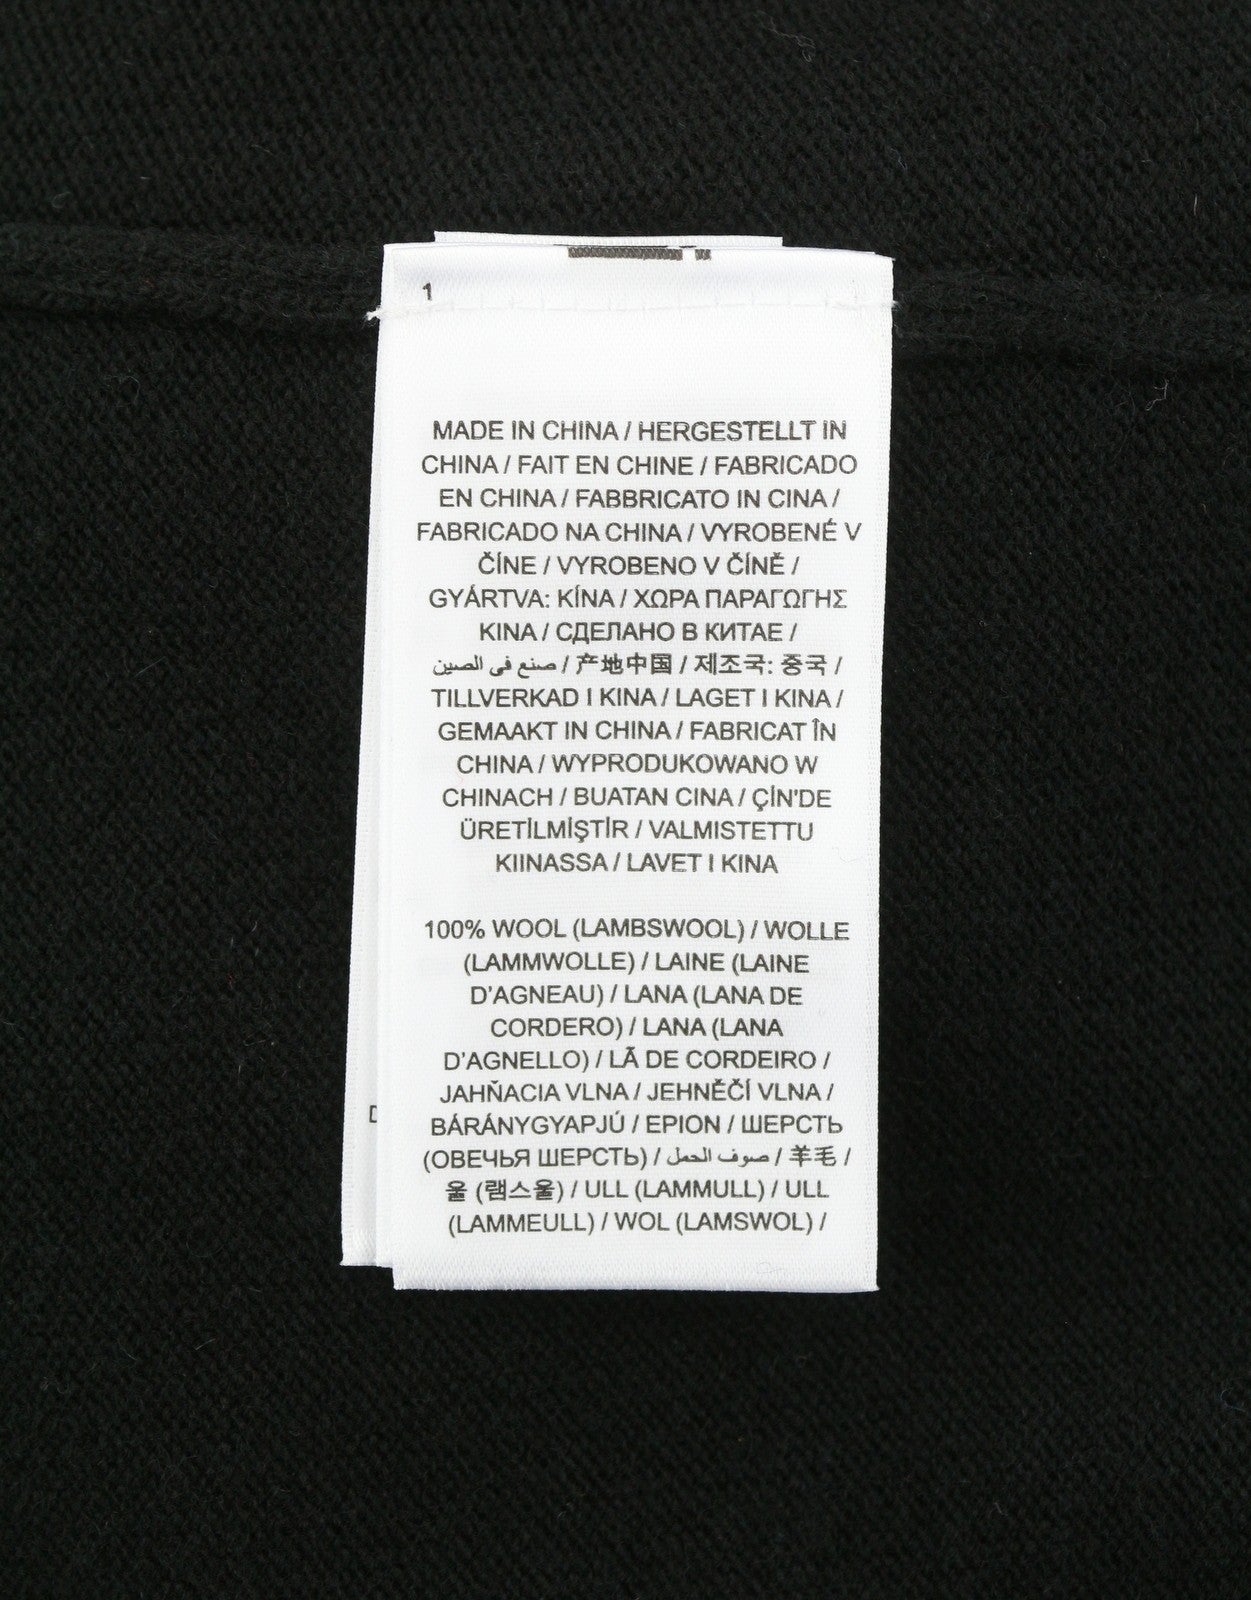 1
MADE IN CHINA / HERGESTELLT IN
CHINA / FAIT EN CHINE / FABRICADO
EN CHINA / FABBRICATO IN CINA /
FABRICADO NA CHINA / VYROBENÉ V
ČÍNE / VYROBENO V ČÍNĚ /
GYÁRTVA: KÍNA / ΧΩΡΑ ΠΑΡΑΓΩΓΗΣ
ΚΙΝΑ / СДЕЛАНО В КИТАЕ /
صنع في الصين / 产地中国 / 제조국: 중국 /
TILLVERKAD I KINA / LAGET I KINA /
GEMAAKT IN CHINA / FABRICAT ÎN
CHINA / WYPRODUKOWANO W
CHINACH / BUATAN CINA / ÇİN'DE
ÜRETİLMİŞTİR / VALMISTETTU
KIINASSA / LAVET I KINA
100% WOOL (LAMBSWOOL) / WOLLE
(LAMMWOLLE) / LAINE (LAINE
D'AGNEAU) / LANA (LANA DE
CORDERO) / LANA (LANA
D'AGNELLO) / LÃ DE CORDEIRO /
JAHŇACIA VLNA / JEHNĚČÍ VLNA /
BÁRÁNYGYAPJÚ / ΕΡΙΟΝ / ШЕРСТЬ
(ОВЕЧЬЯ ШЕРСТЬ) / صوف الحمل / 羊毛 /
울 (램스울) / ULL (LAMMULL) / ULL
(LAMMEULL) / WOL (LAMSWOL) /